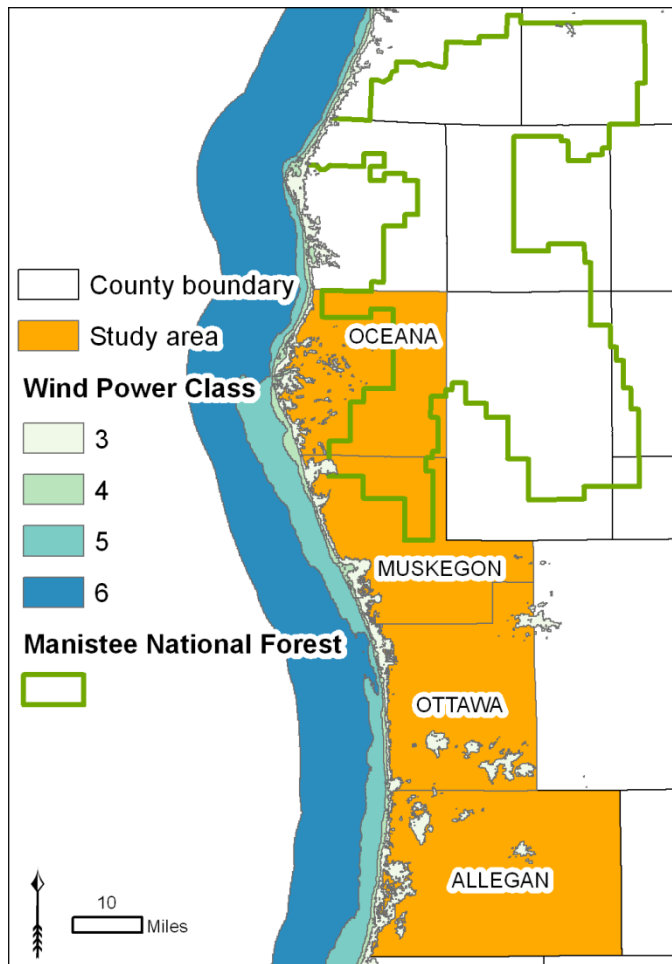 County boundary
Study area
Wind Power Class
3
4
5
6
Manistee National Forest
OCEANA
MUSKEGON
OTTAWA
ALLEGAN
10
Miles